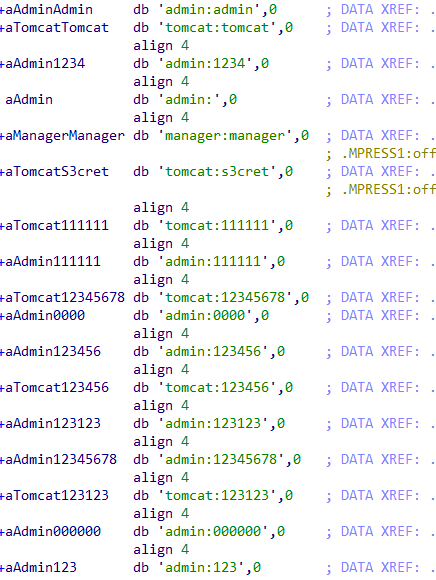 +aAdminAdmin db 'admin:admin',0 ; DATA XREF: .
+aTomcatTomcat db 'tomcat:tomcat',0 ; DATA XREF: .
align 4
+aAdmin1234 db 'admin:1234',0 ; DATA XREF: .
align 4
aAdmin db 'admin:',0 ; DATA XREF: .
align 4
+aManagerManager db 'manager:manager',0 ; DATA XREF: .
; .MPRESS1:off
+aTomcatS3cret db 'tomcat:s3cret',0 ; DATA XREF: .
; .MPRESS1:off
align 4
+aTomcat111111 db 'tomcat:111111',0 ; DATA XREF: .
align 4
+aAdmin111111 db 'admin:111111',0 ; DATA XREF: .
align 4
+aTomcat12345678 db 'tomcat:12345678',0 ; DATA XREF: .
+aAdmin0000 db 'admin:0000',0 ; DATA XREF: .
align 4
+aAdmin123456 db 'admin:123456',0 ; DATA XREF: .
align 4
+aTomcat123456 db 'tomcat:123456',0 ; DATA XREF: .
align 4
+aAdmin123123 db 'admin:123123',0 ; DATA XREF: .
align 4
+aAdmin12345678 db 'admin:12345678',0 ; DATA XREF: .
align 4
+aTomcat123123 db 'tomcat:123123',0 ; DATA XREF: .
align 4
+aAdmin000000 db 'admin:000000',0 ; DATA XREF: .
align 4
+aAdmin123 db 'admin:123',0 ; DATA XREF: .